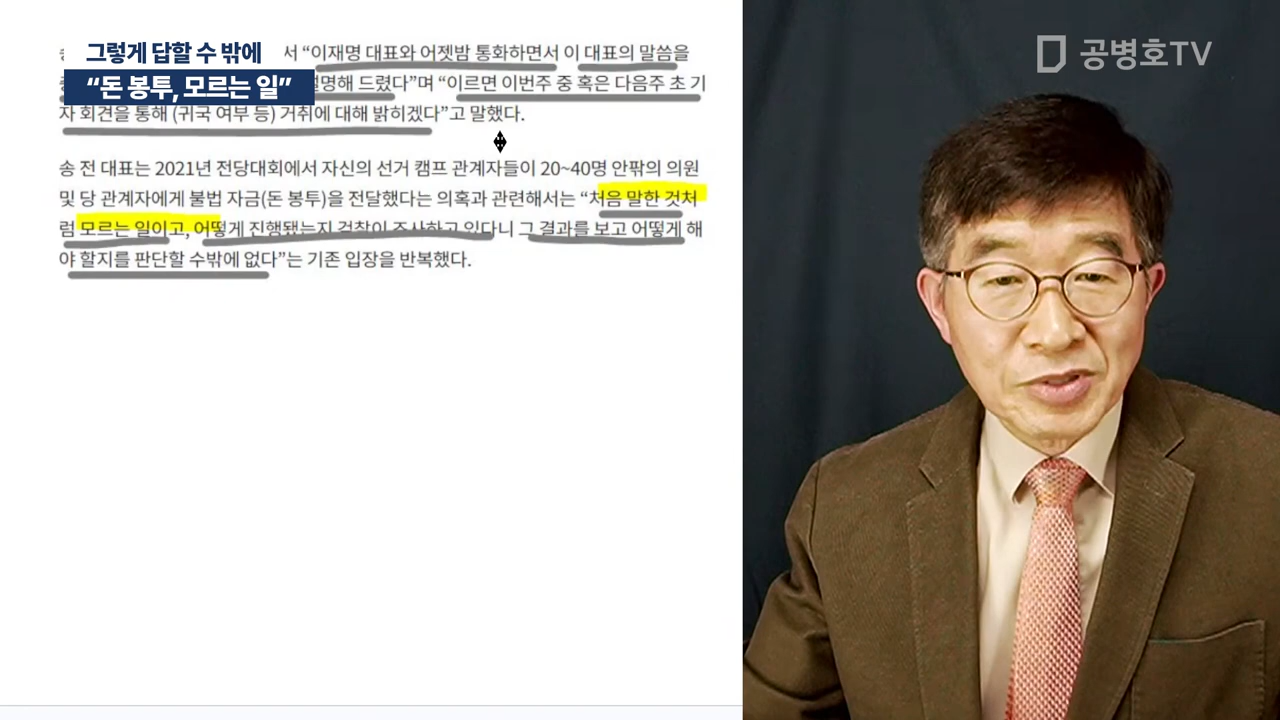 그렇게 답할 수 밖에
“돈 봉투, 모르는 일”
서 “이재명 대표와 어젯밤 통화하면서 이 대표의 말씀을
설명해 드렸다”며 “이르면 이번주 중 혹은 다음주 초 기
자 회견을 통해 (귀국 여부 등) 거취에 대해 밝히겠다”고 말했다.
송 전 대표는 2021년 전당대회에서 자신의 선거 캠프 관계자들이 20~40명 안팎의 의원
및 당 관계자에게 불법 자금(돈 봉투)을 전달했다는 의혹과 관련해서는 “처음 말한 것처
럼 모르는 일이고, 어떻게 진행됐는지 검찰이 조사하고 있다니 그 결과를 보고 어떻게 해
야 할지를 판단할 수밖에 없다”는 기존 입장을 반복했다.
공병호TV